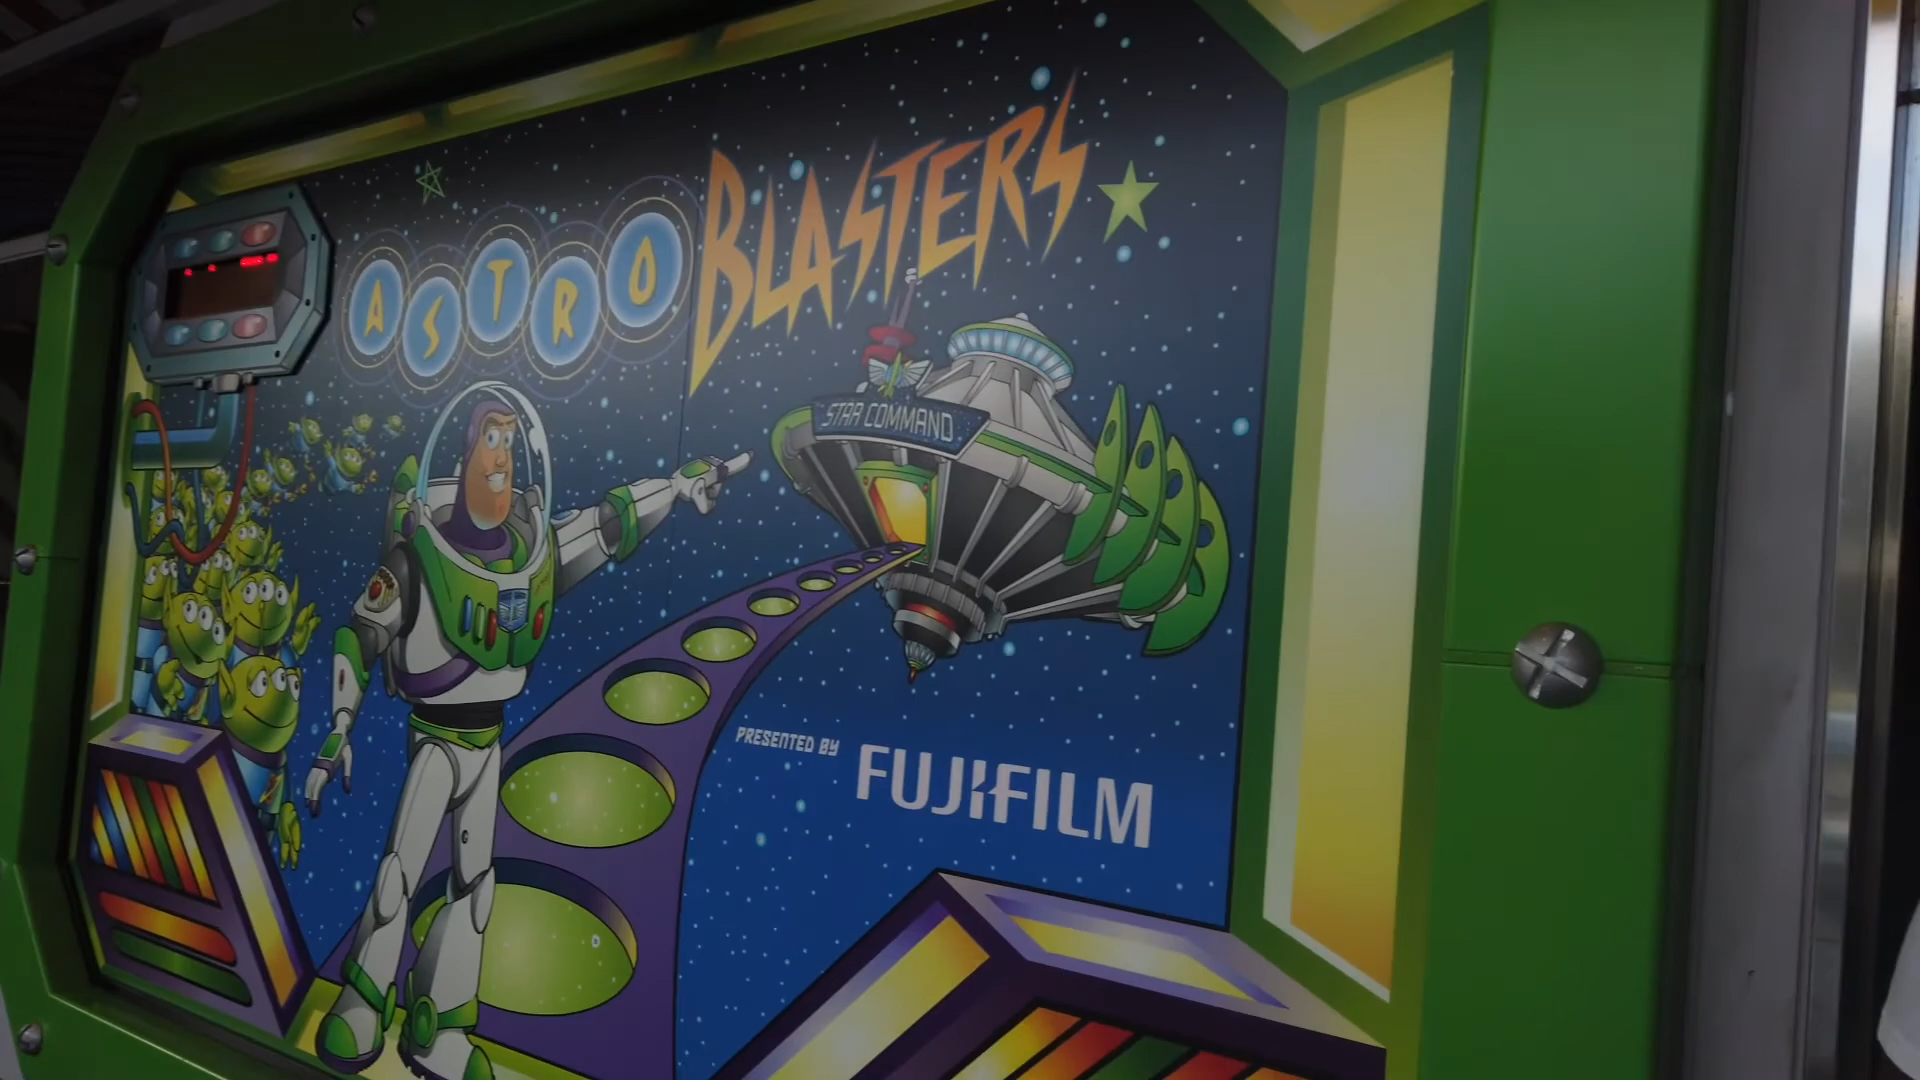 ASTRO BLASTERS
STAR COMMAND
PRESENTED BY
FUJIFILM